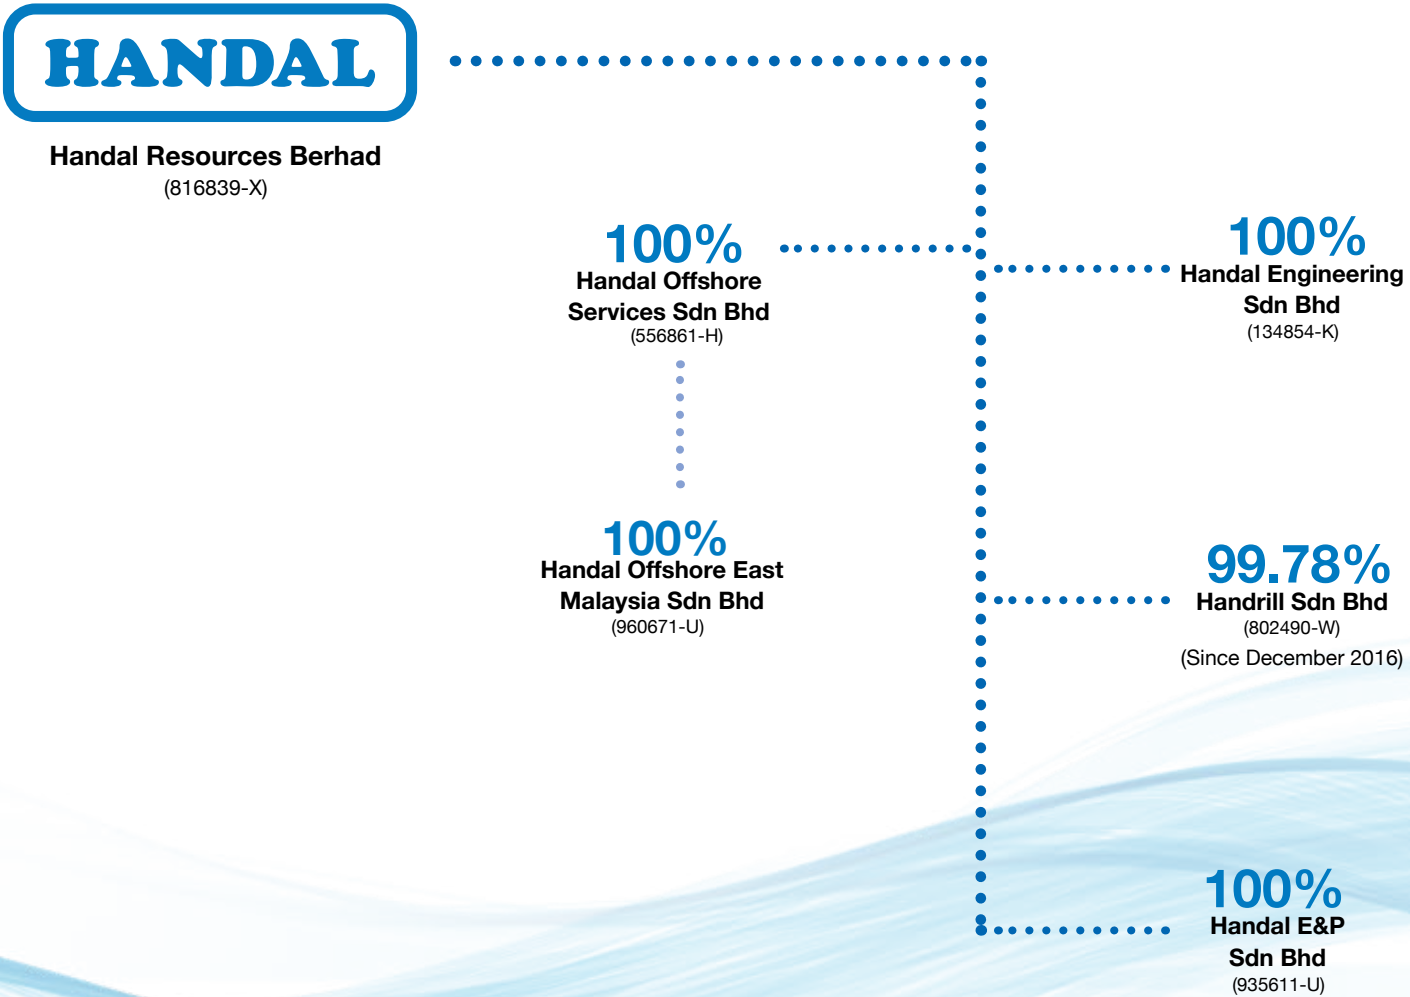 HANDAL
Handal Resources Berhad
(816839-X)
100%
Handal Offshore
Services Sdn Bhd
(556861-H)
100%
Handal Offshore East
Malaysia Sdn Bhd
(960671-U)
100%
Handal Engineering
Sdn Bhd
(134854-K)
99.78%
Handrill Sdn Bhd
(802490-W)
(Since December 2016)
100%
Handal E&P
Sdn Bhd
(935611-U)